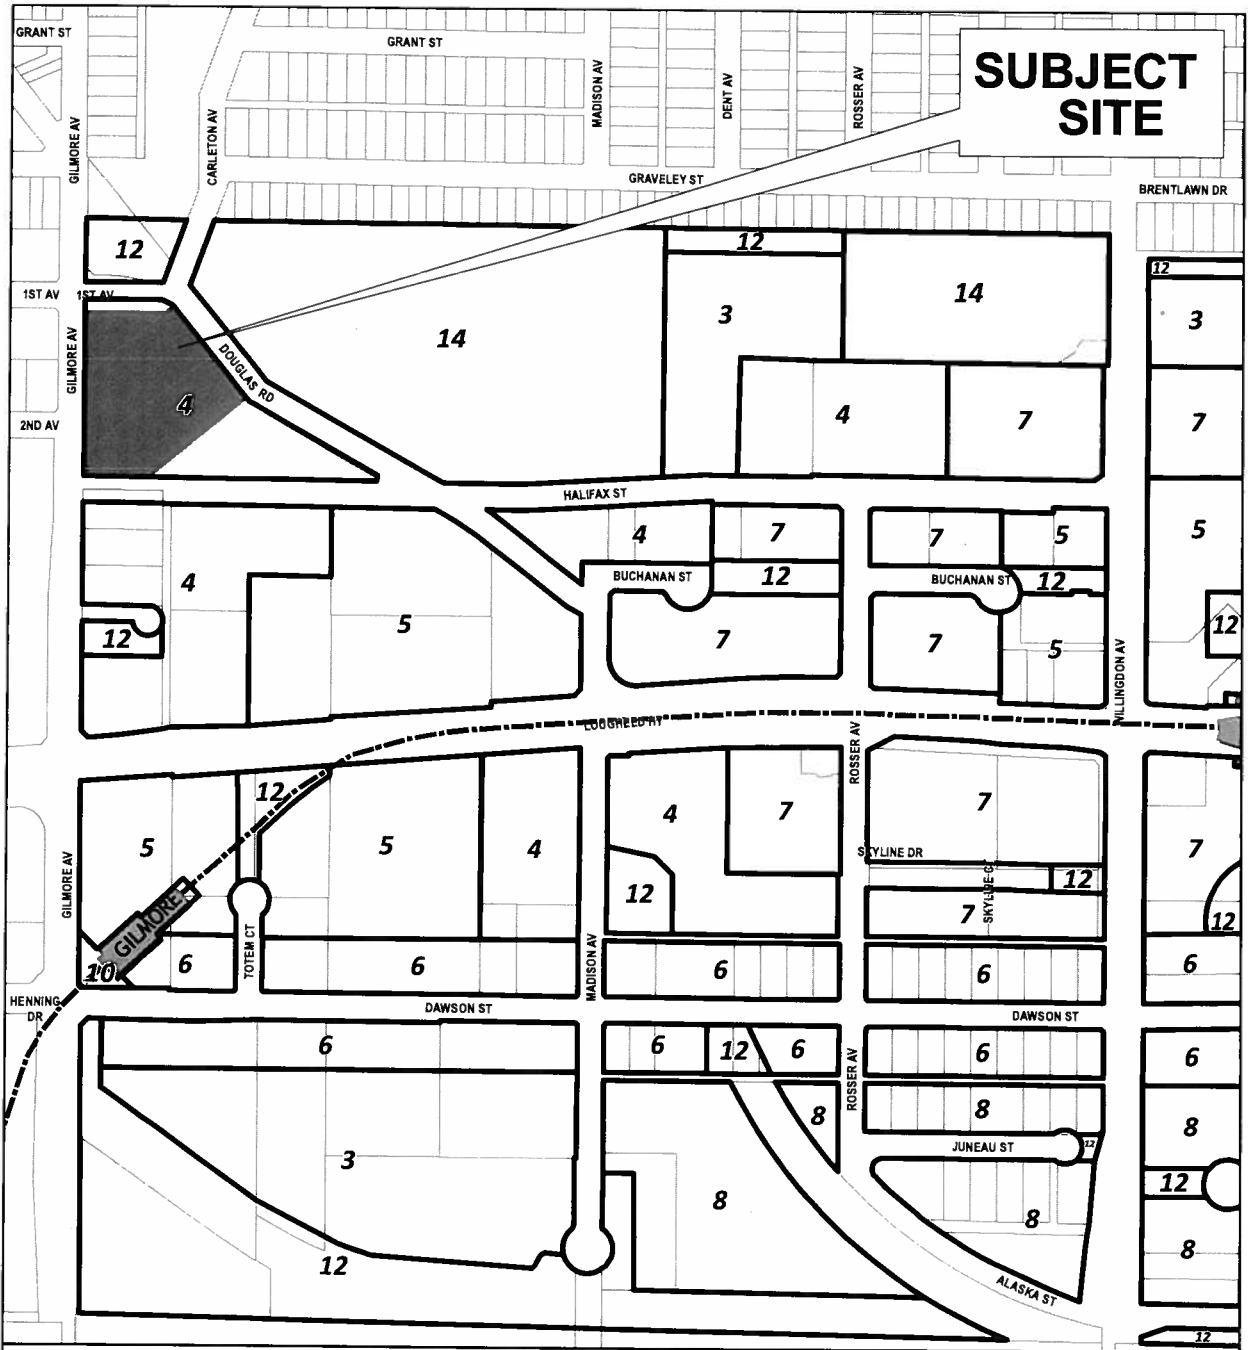 GRANT ST
GRANT ST
SUBJECT
SITE
GILMORE AV
CARLETON AV
MADISON AV
DENT AV
ROSSER AV
GRAVELEY ST
BRENTLAWN DR
12
12
12
1ST AV
1ST AV
14
3
14
3
GILMORE AV
DOUGLAS RD
4
2ND AV
4
7
7
HALIFAX ST
4
7
7
5
5
4
BUCHANAN ST
12
BUCHANAN ST
12
12
5
7
7
5
12
WILLINGDON AV
LOUGHEED HY
ROSSER AV
12
5
5
4
4
7
7
7
SKYLINE DR
12
12
SKYLINE CT
7
12
GILMORE AV
GILMORE
TOTEM CT
MADISON AV
10
6
6
6
6
6
HENNING
DR
DAWSON ST
DAWSON ST
6
6
12
6
6
6
ROSSER AV
8
8
8
JUNEAU ST
12
3
8
8
12
12
8
ALASKA ST
12